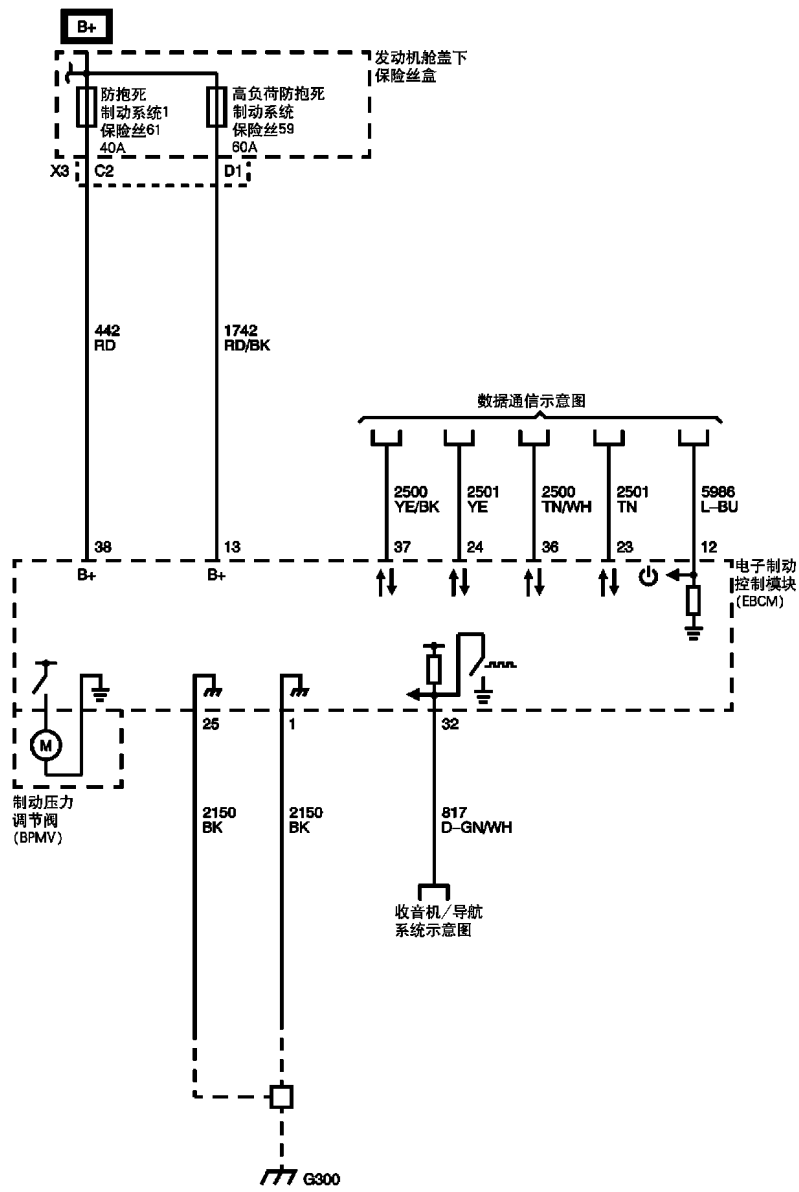 B+
发动机舱盖下
保险丝盒
防抱死
制动系统1
保险丝61
40A
高负荷防抱死
制动系统
保险丝59
60A
X3
C2
D1
442
RD
1742
RD/BK
数据通信示意图
2500
YE/BK
2501
YE
2500
TN/WH
2501
TN
5986
L-BU
38
13
37
24
36
23
12
B+
B+
电子制动
控制模块
(EBCM)
M
25
1
32
制动压力
调节阀
(BPMV)
2150
BK
2150
BK
817
D-GN/WH
收音机/导航
系统示意图
G300